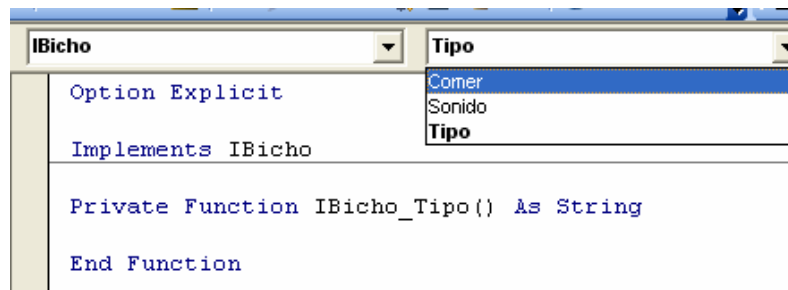 IBicho
Tipo
Comer
Sonido
Tipo
Option Explicit
Implements IBicho
Private Function IBicho_Tipo() As String
End Function